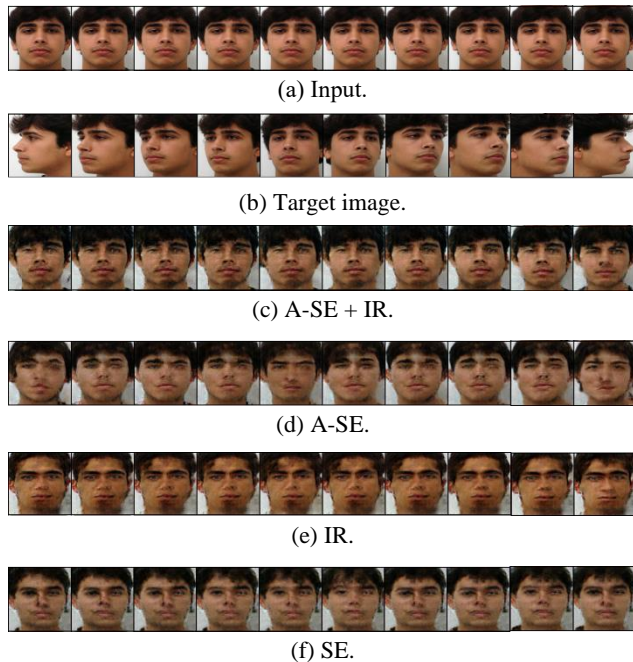 (a) Input.
(b) Target image.
(c) A-SE + IR.
(d) A-SE.
(e) IR.
(f) SE.